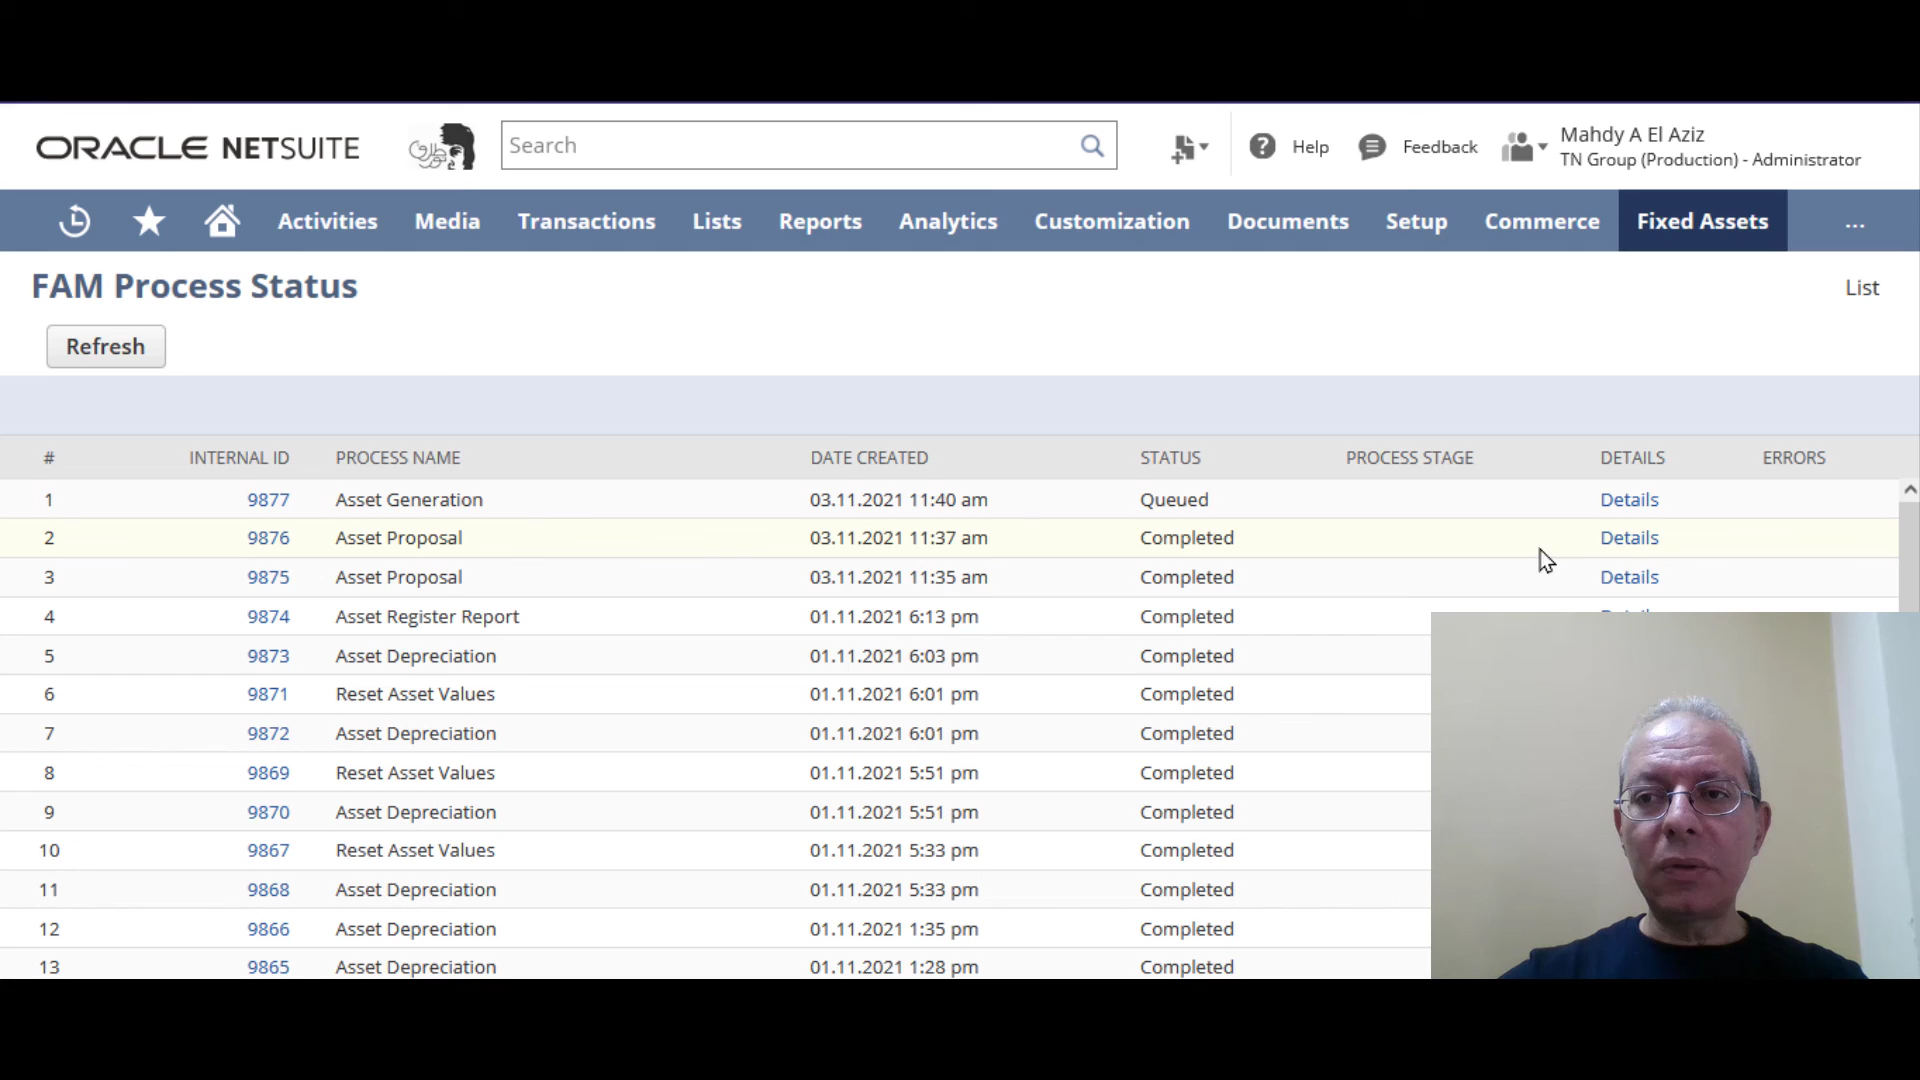 ORACLE NETSUITE
Search
Help
Feedback
Mahdy A El Aziz
TN Group (Production) - Administrator
Activities Media Transactions Lists Reports Analytics Customization Documents Setup Commerce Fixed Assets ...
FAM Process Status
List
Refresh
# INTERNAL ID PROCESS NAME DATE CREATED STATUS PROCESS STAGE DETAILS ERRORS
1 9877 Asset Generation 03.11.2021 11:40 am Queued Details
2 9876 Asset Proposal 03.11.2021 11:37 am Completed Details
3 9875 Asset Proposal 03.11.2021 11:35 am Completed Details
4 9874 Asset Register Report 01.11.2021 6:13 pm Completed
5 9873 Asset Depreciation 01.11.2021 6:03 pm Completed
6 9871 Reset Asset Values 01.11.2021 6:01 pm Completed
7 9872 Asset Depreciation 01.11.2021 6:01 pm Completed
8 9869 Reset Asset Values 01.11.2021 5:51 pm Completed
9 9870 Asset Depreciation 01.11.2021 5:51 pm Completed
10 9867 Reset Asset Values 01.11.2021 5:33 pm Completed
11 9868 Asset Depreciation 01.11.2021 5:33 pm Completed
12 9866 Asset Depreciation 01.11.2021 1:35 pm Completed
13 9865 Asset Depreciation 01.11.2021 1:28 pm Completed